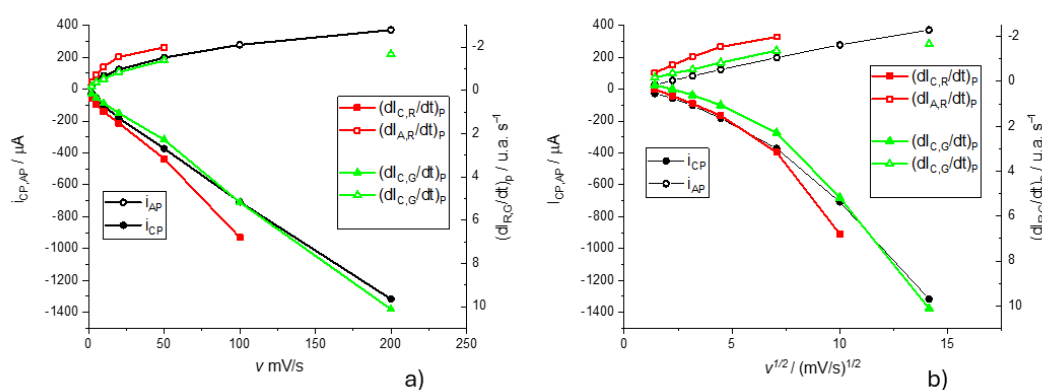 400
200
0
-200
-400
-600
-800
-1000
-1200
-1400
i_CP,AP / µA
-2
0
2
4
6
8
10
(dI_R,G/dt)_p / u.a. s⁻¹
(dI_C,R/dt)_P
(dI_A,R/dt)_P
(dI_C,G/dt)_P
(dI_C,G/dt)_P
i_AP
i_CP
0 50 100 150 200 250
v mV/s
a)
400
200
0
-200
-400
-600
-800
-1000
-1200
-1400
I_CP,AP / µA
-2
0
2
4
6
8
10
(dI_R,G/dt)_p / u.a. s⁻¹
(dI_C,R/dt)_P
(dI_A,R/dt)_P
(dI_C,G/dt)_P
(dI_C,G/dt)_P
i_CP
i_AP
0 5 10 15
v^1/2 / (mV/s)^1/2
b)